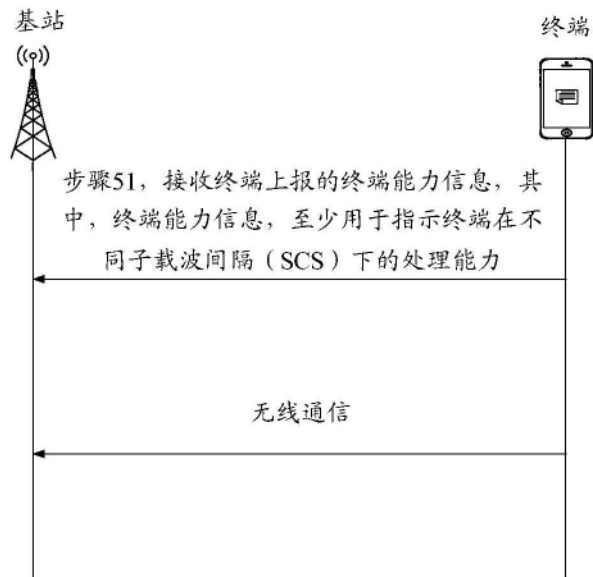 基站
终端
步骤51，接收终端上报的终端能力信息，其
中，终端能力信息，至少用于指示终端在不
同子载波间隔（SCS）下的处理能力
无线通信